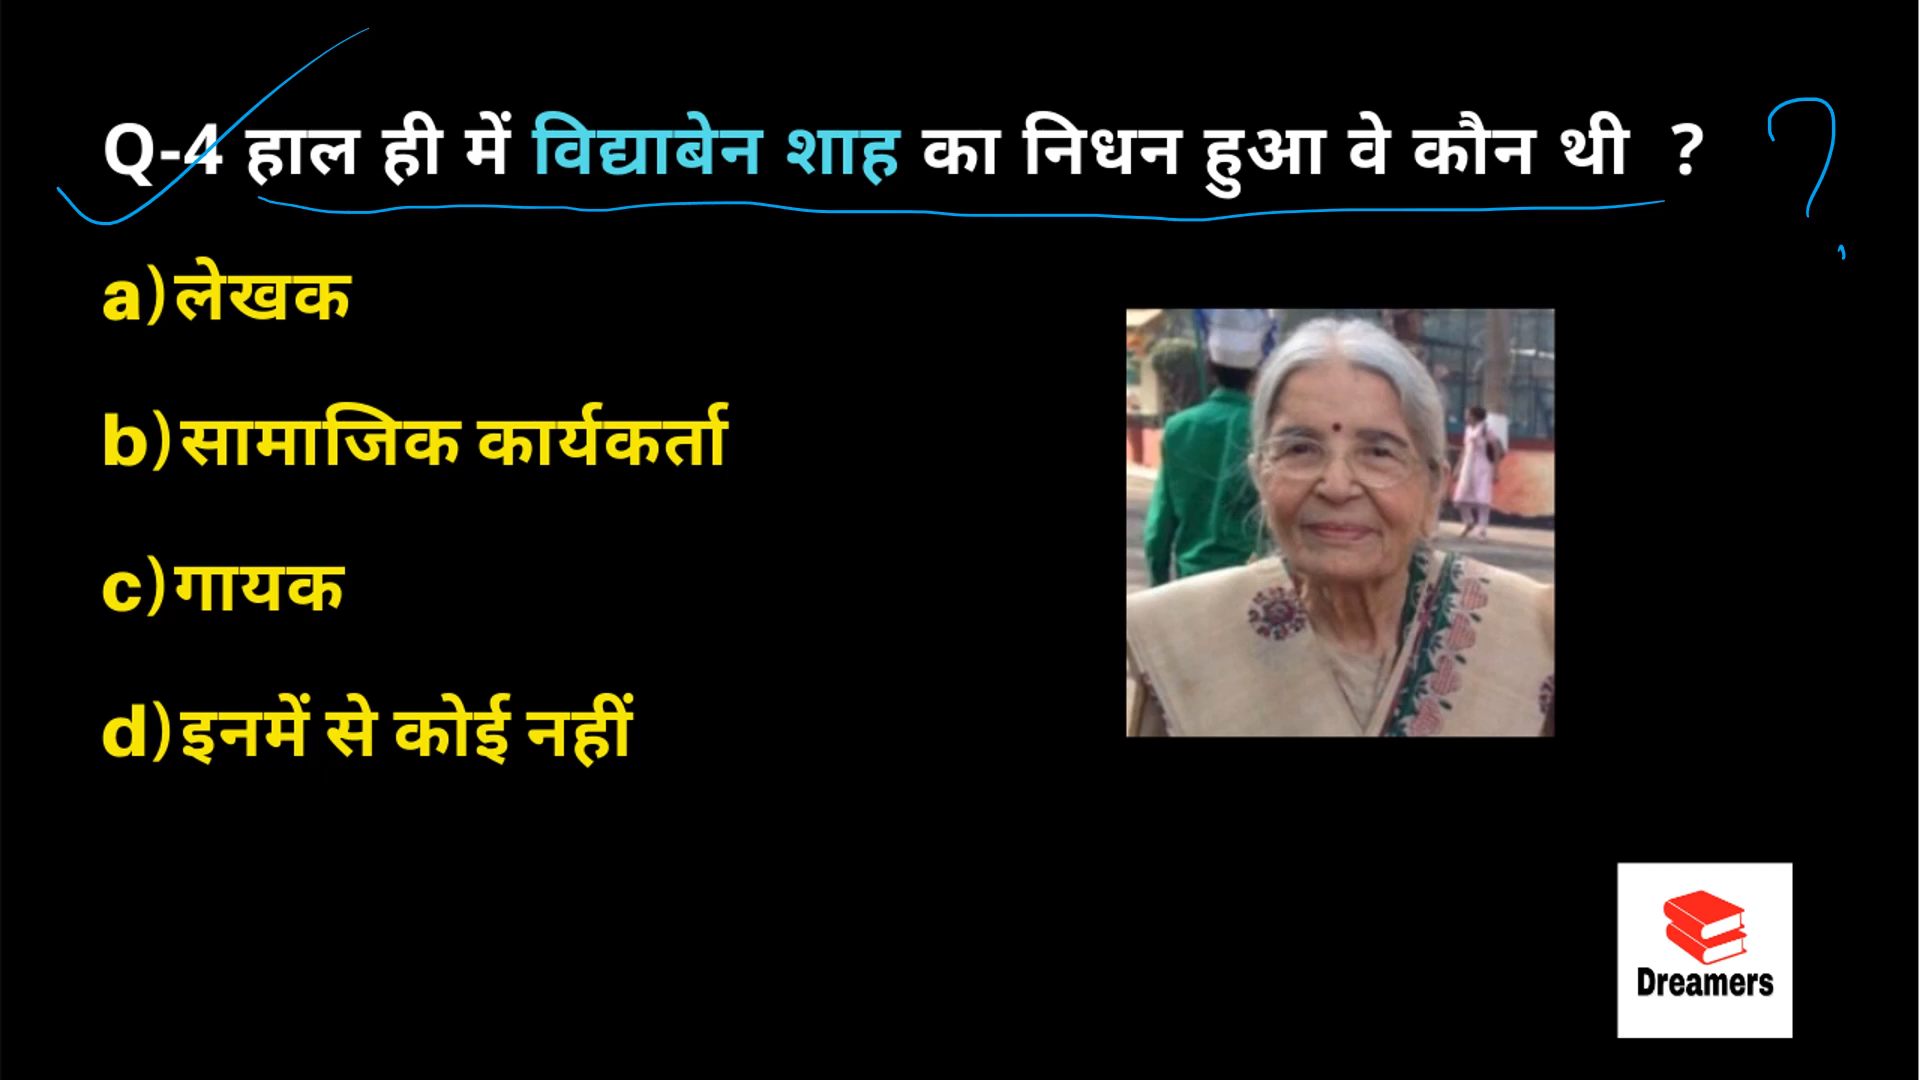 Q-4 हाल ही में विद्याबेन शाह का निधन हुआ वे कौन थी ?
a)लेखक
b)सामाजिक कार्यकर्ता
c)गायक
d)इनमें से कोई नहीं
Dreamers